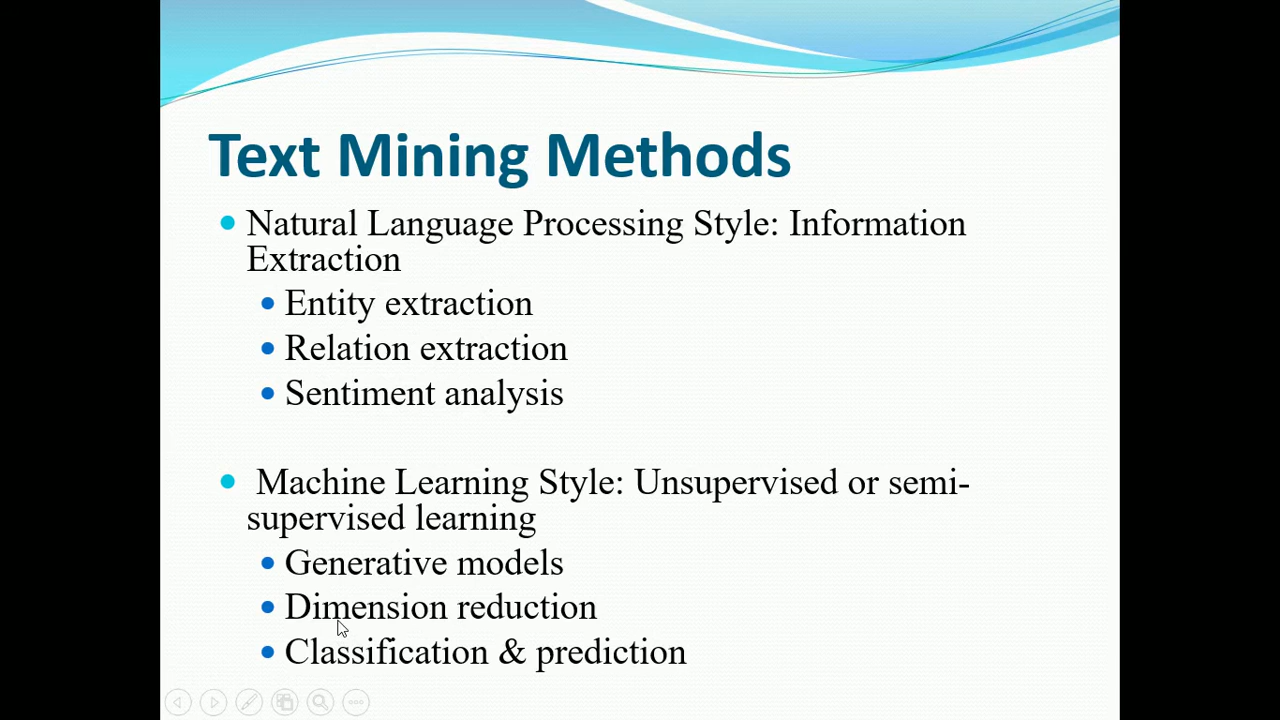 Text Mining Methods
Natural Language Processing Style: Information
Extraction
Entity extraction
Relation extraction
Sentiment analysis
Machine Learning Style: Unsupervised or semi-
supervised learning
Generative models
Dimension reduction
Classification & prediction